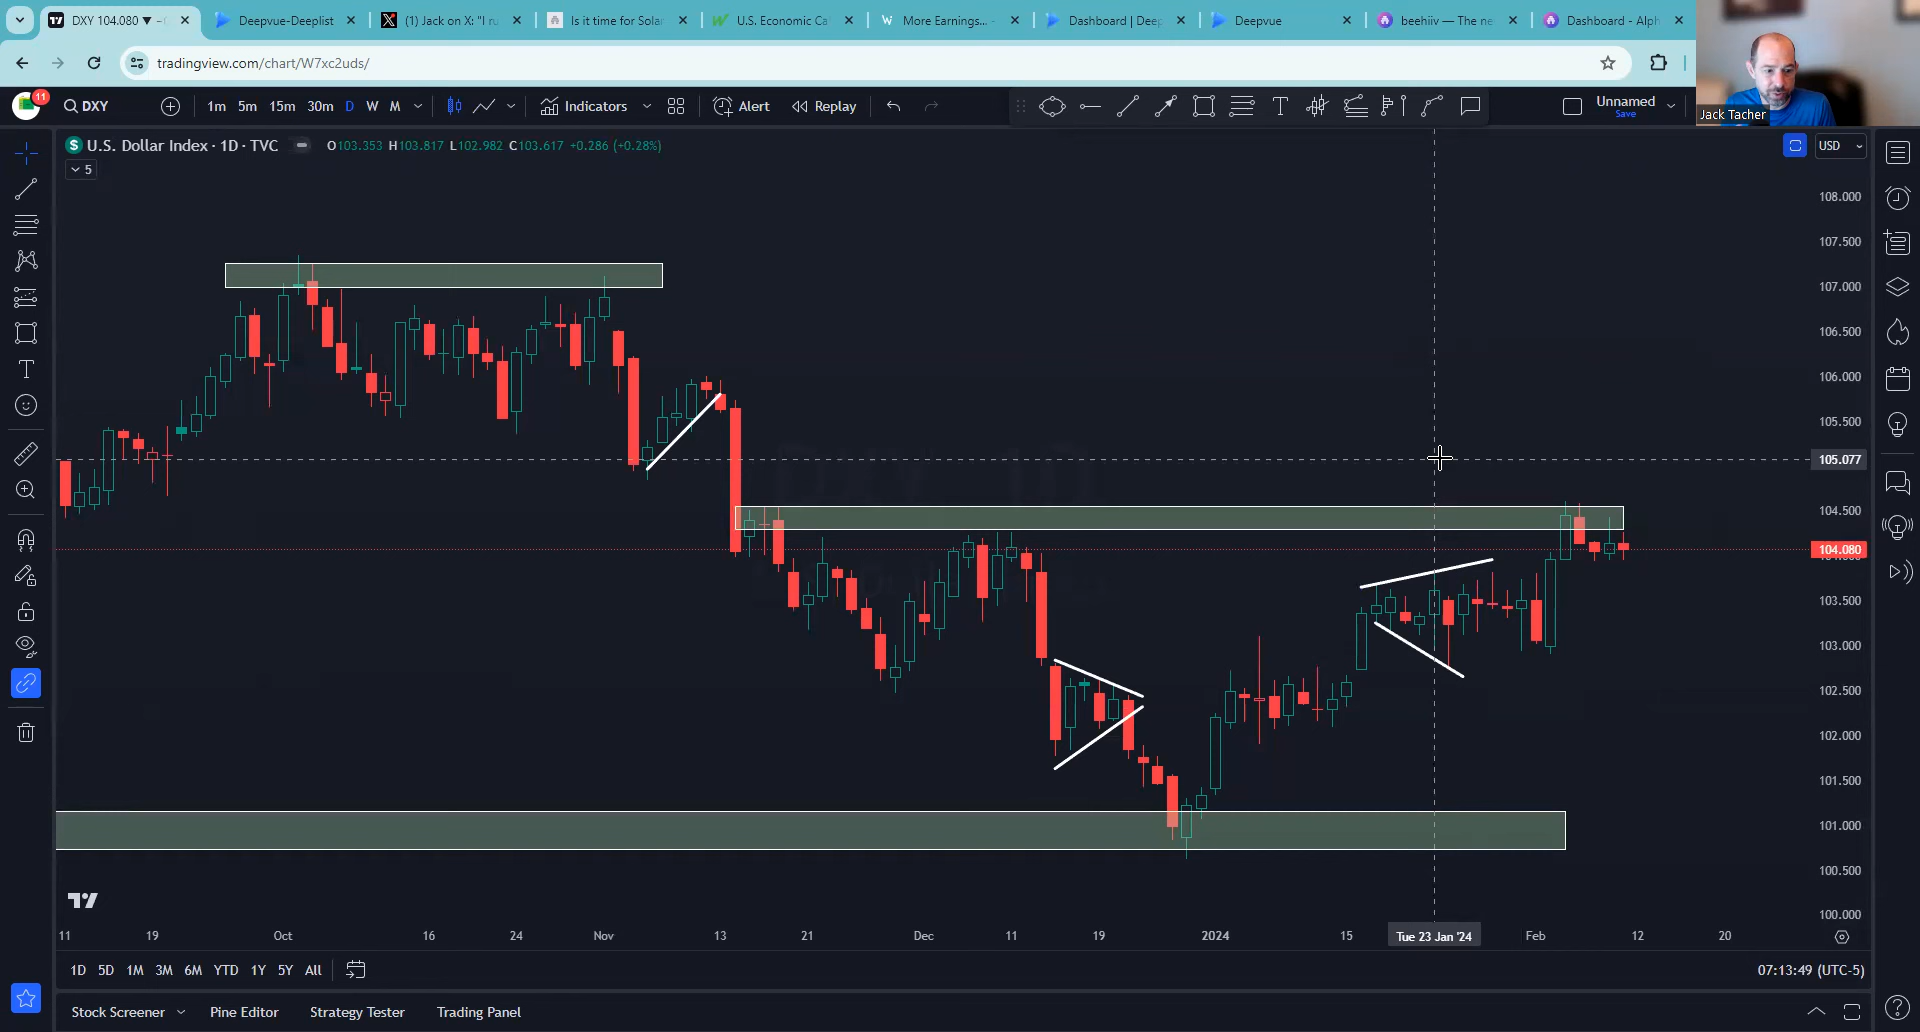 DXY 104.080 ▼
Deepvue-Deeplist
(1) Jack on X: "I ru
Is it time for Sola
U.S. Economic Ca
More Earnings...
Dashboard | Deep
Deepvue
beehiiv — The ne
Dashboard - Alph
tradingview.com/chart/W7xc2uds/
11
DXY
1m 5m 15m 30m D W M
Indicators
Alert
Replay
Unnamed
Save
Jack Tacher
U.S. Dollar Index · 1D · TVC
O103.353 H103.817 L102.982 C103.617 +0.286 (+0.28%)
USD
5
108.000
107.500
107.000
106.500
106.000
105.500
105.077
104.500
104.080
103.500
103.000
102.500
102.000
101.500
101.000
100.500
100.000
11 19 Oct 16 24 Nov 13 21 Dec 11 19 2024 15 Tue 23 Jan '24 Feb 12 20
1D 5D 1M 3M 6M YTD 1Y 5Y All
07:13:49 (UTC-5)
Stock Screener
Pine Editor
Strategy Tester
Trading Panel